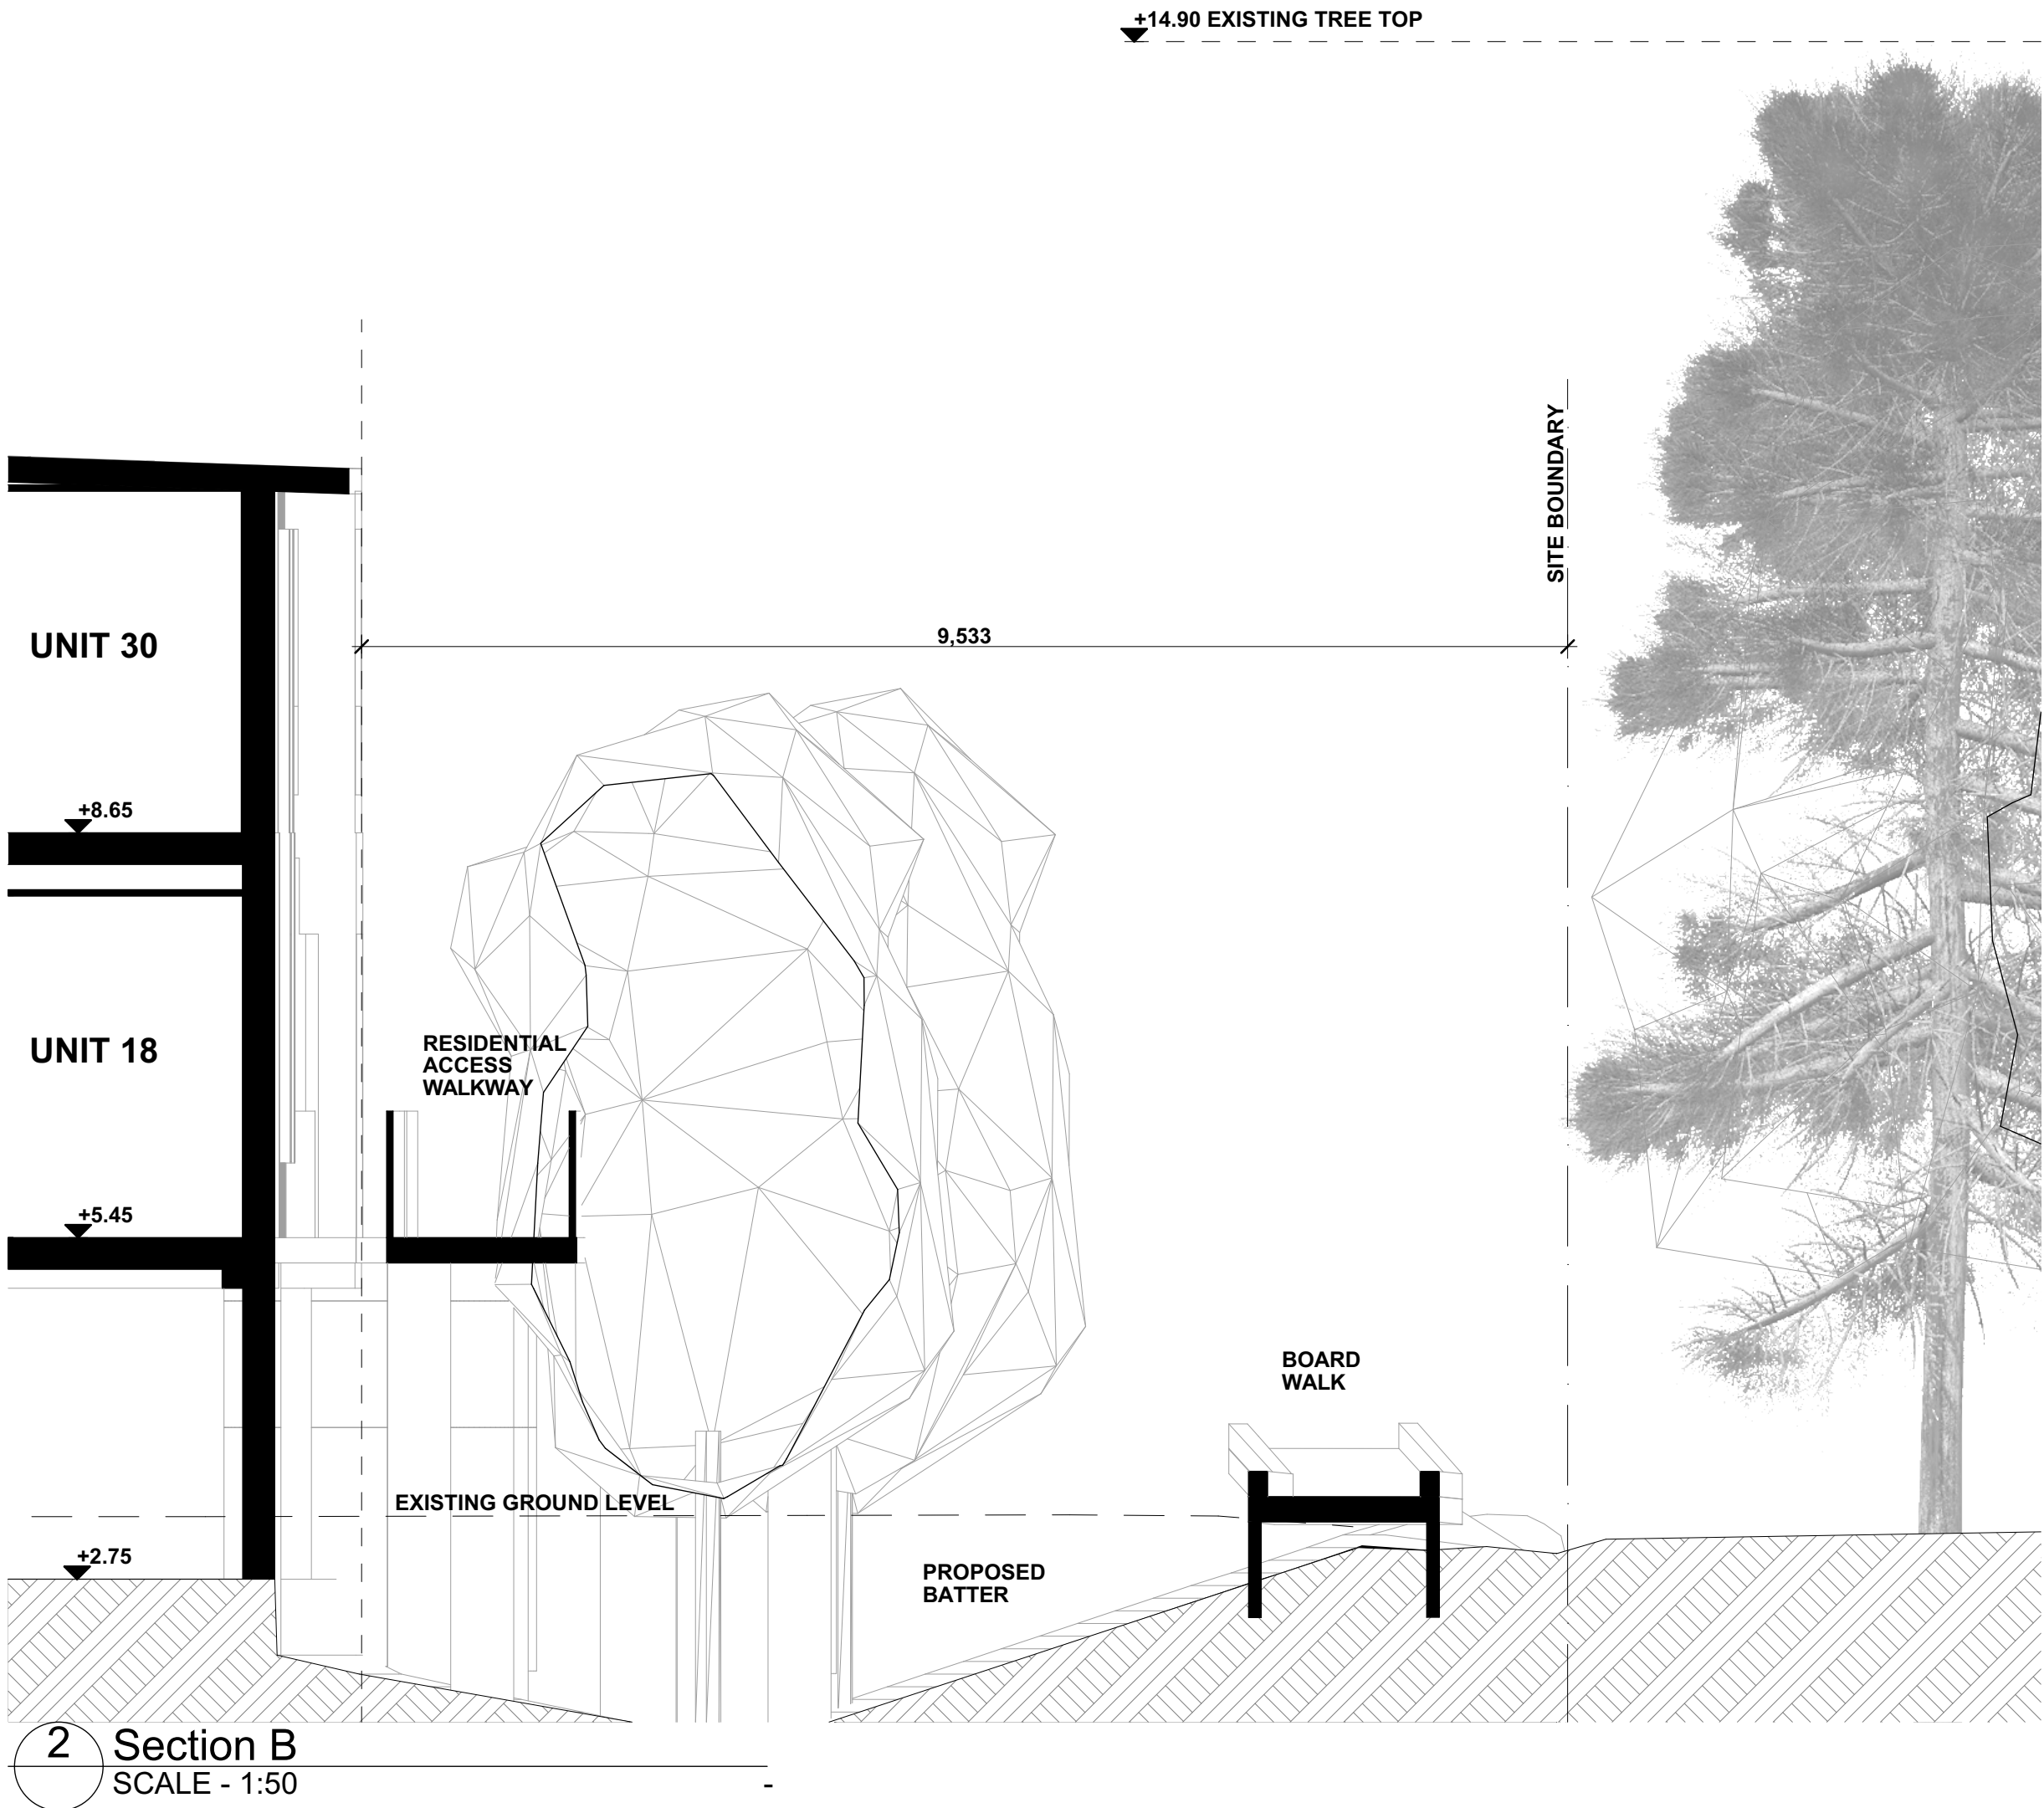 +14.90 EXISTING TREE TOP
SITE BOUNDARY
9,533
UNIT 30
+8.65
UNIT 18
RESIDENTIAL
ACCESS
WALKWAY
+5.45
BOARD
WALK
EXISTING GROUND LEVEL
+2.75
PROPOSED
BATTER
2
Section B
SCALE - 1:50
-